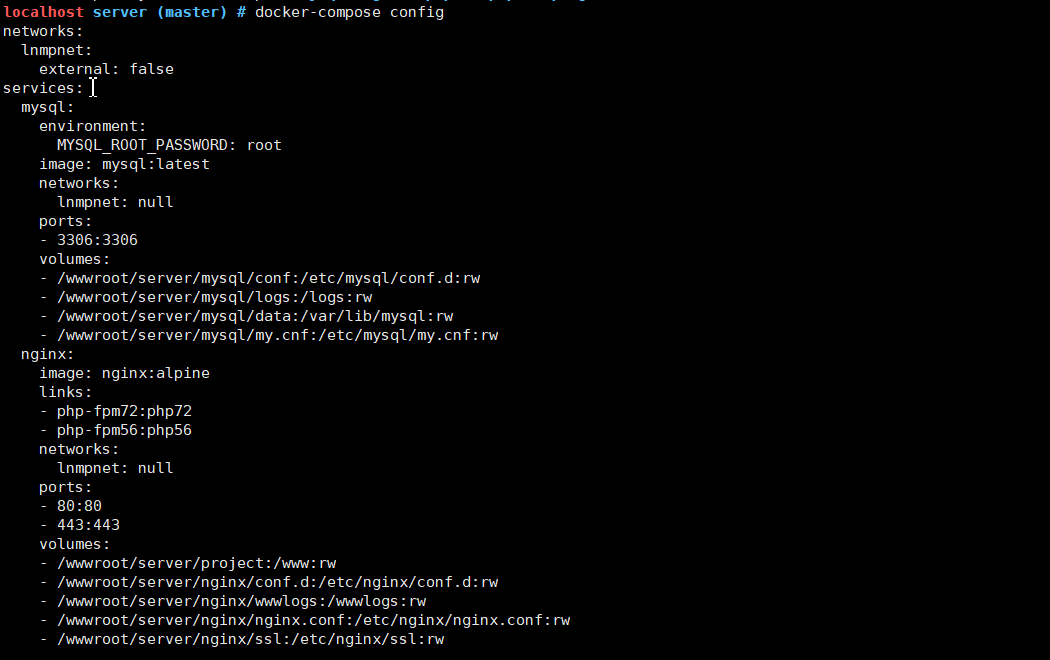 localhost server (master) # docker-compose config
networks:
  lnmpnet:
    external: false
services:
  mysql:
    environment:
      MYSQL_ROOT_PASSWORD: root
    image: mysql:latest
    networks:
      lnmpnet: null
    ports:
    - 3306:3306
    volumes:
    - /wwwroot/server/mysql/conf:/etc/mysql/conf.d:rw
    - /wwwroot/server/mysql/logs:/logs:rw
    - /wwwroot/server/mysql/data:/var/lib/mysql:rw
    - /wwwroot/server/mysql/my.cnf:/etc/mysql/my.cnf:rw
  nginx:
    image: nginx:alpine
    links:
    - php-fpm72:php72
    - php-fpm56:php56
    networks:
      lnmpnet: null
    ports:
    - 80:80
    - 443:443
    volumes:
    - /wwwroot/server/project:/www:rw
    - /wwwroot/server/nginx/conf.d:/etc/nginx/conf.d:rw
    - /wwwroot/server/nginx/wwwlogs:/wwwlogs:rw
    - /wwwroot/server/nginx/nginx.conf:/etc/nginx/nginx.conf:rw
    - /wwwroot/server/nginx/ssl:/etc/nginx/ssl:rw